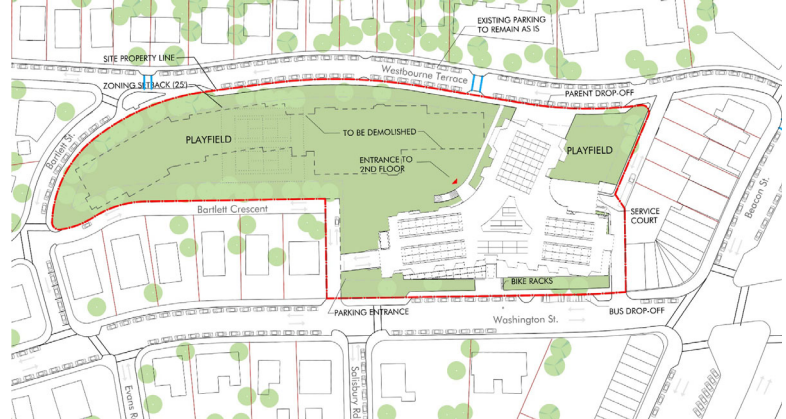 EXISTING PARKING
TO REMAIN AS IS
SITE PROPERTY LINE
Westbourne Terrace
ZONING SETBACK (25')
PARENT DROP-OFF
Bartlett St.
PLAYFIELD
TO BE DEMOLISHED
PLAYFIELD
ENTRANCE TO
2ND FLOOR
Beacon St.
Bartlett Crescent
SERVICE
COURT
BIKE RACKS
PARKING ENTRANCE
BUS DROP-OFF
Washington St.
Evans R
Salisbury Rd